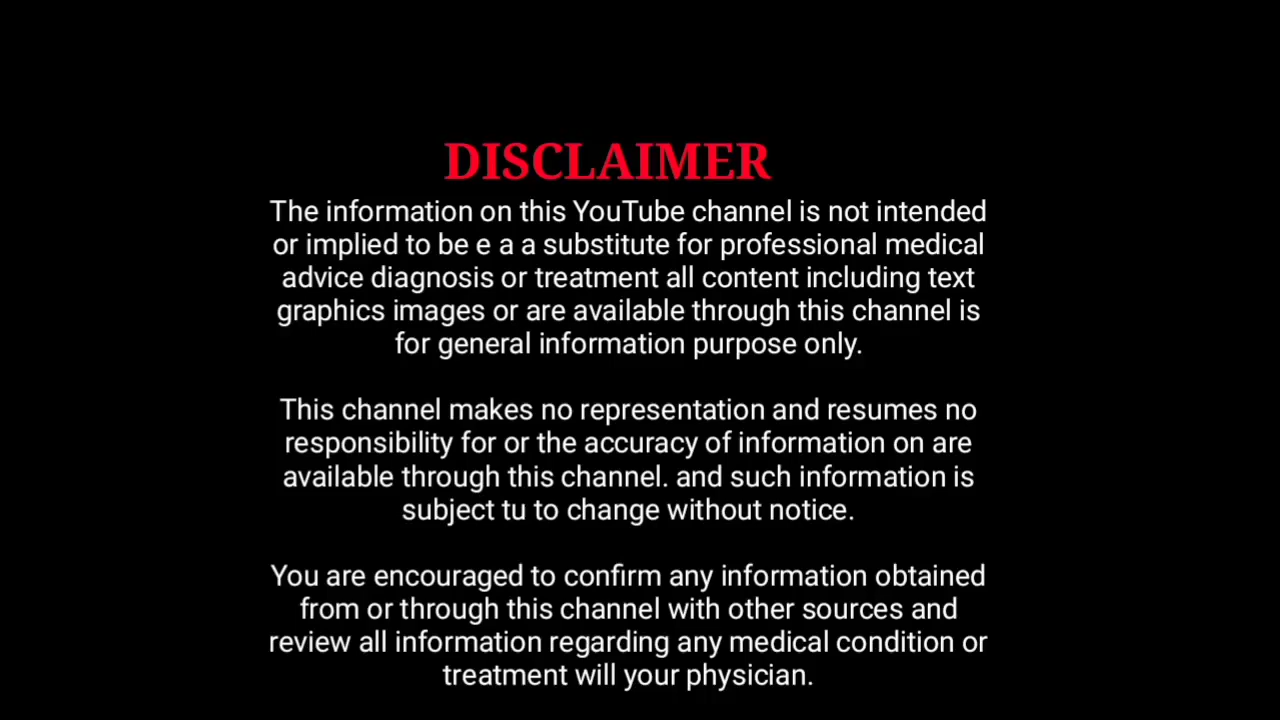 DISCLAIMER
The information on this YouTube channel is not intended
or implied to be e a a substitute for professional medical
advice diagnosis or treatment all content including text
graphics images or are available through this channel is
for general information purpose only.
This channel makes no representation and resumes no
responsibility for or the accuracy of information on are
available through this channel. and such information is
subject tu to change without notice.
You are encouraged to confirm any information obtained
from or through this channel with other sources and
review all information regarding any medical condition or
treatment will your physician.